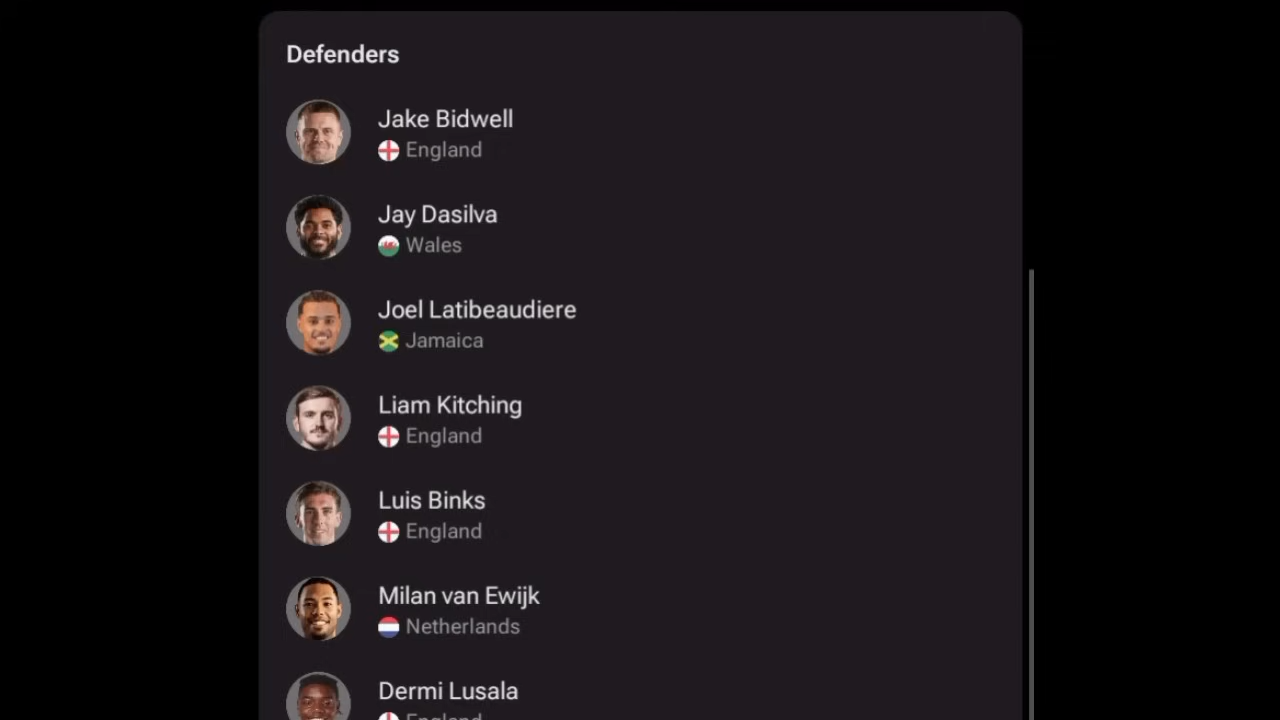 Defenders
Jake Bidwell
England
Jay Dasilva
Wales
Joel Latibeaudiere
Jamaica
Liam Kitching
England
Luis Binks
England
Milan van Ewijk
Netherlands
Dermi Lusala
England